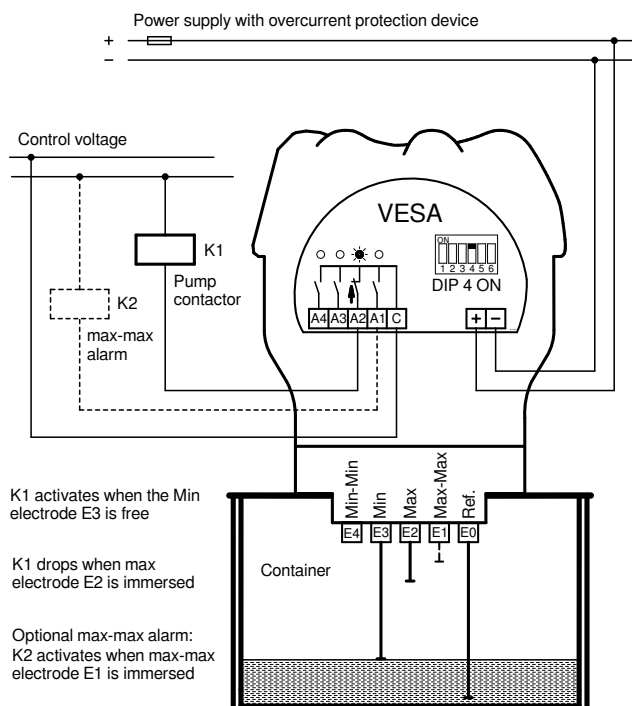 Power supply with overcurrent protection device
+
−
Control voltage
VESA
K1
Pump
contactor
K2
max-max
alarm
ON
1 2 3 4 5 6
DIP 4 ON
A4 A3 A2 A1 C
+ −
Min-Min
Min
Max
Max-Max
Ref.
E4 E3 E2 E1 E0
K1 activates when the Min
electrode E3 is free
K1 drops when max
electrode E2 is immersed
Container
Optional max-max alarm:
K2 activates when max-max
electrode E1 is immersed